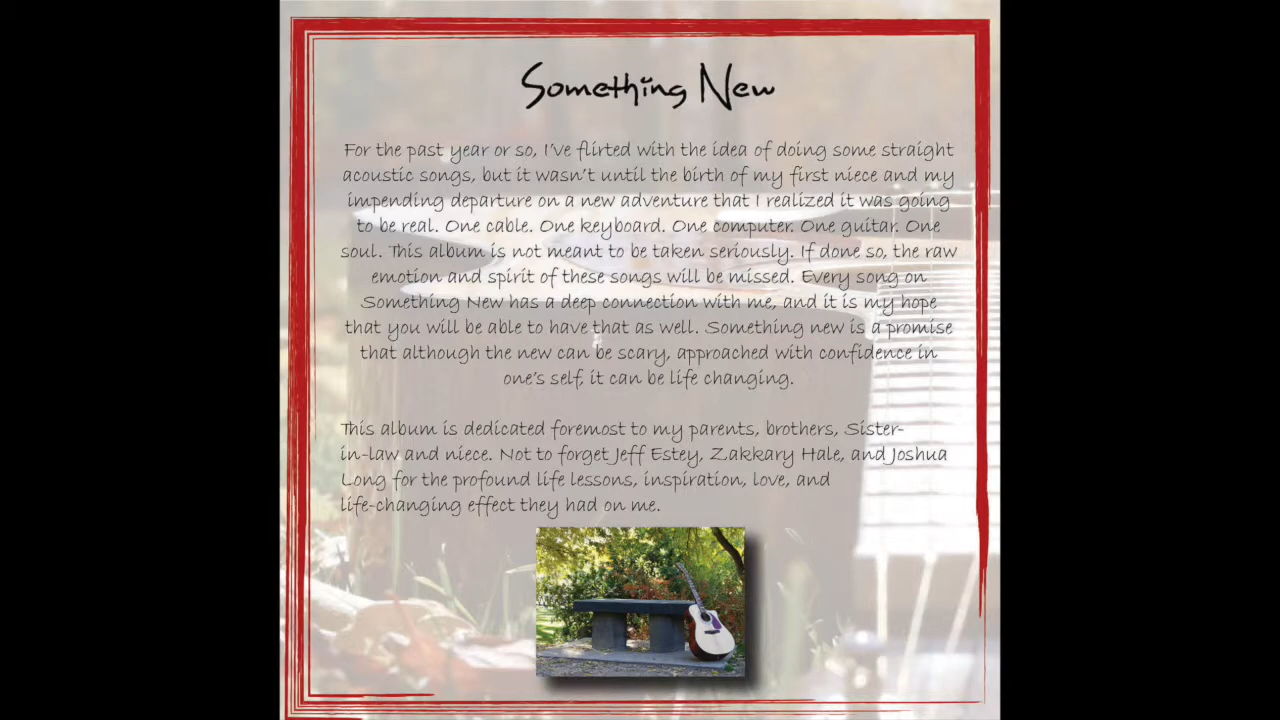 Something New
For the past year or so, I've flirted with the idea of doing some straight
acoustic songs, but it wasn't until the birth of my first niece and my
impending departure on a new adventure that I realized it was going
to be real. One cable. One keyboard. One computer. One guitar. One
soul. This album is not meant to be taken seriously. If done so, the raw
emotion and spirit of these songs will be missed. Every song on
Something New has a deep connection with me, and it is my hope
that you will be able to have that as well. Something new is a promise
that although the new can be scary, approached with confidence in
one's self, it can be life changing.
This album is dedicated foremost to my parents, brothers, Sister-
in-law and niece. Not to forget Jeff Estey, Zakkary Hale, and Joshua
Long for the profound life lessons, inspiration, love, and
life-changing effect they had on me.